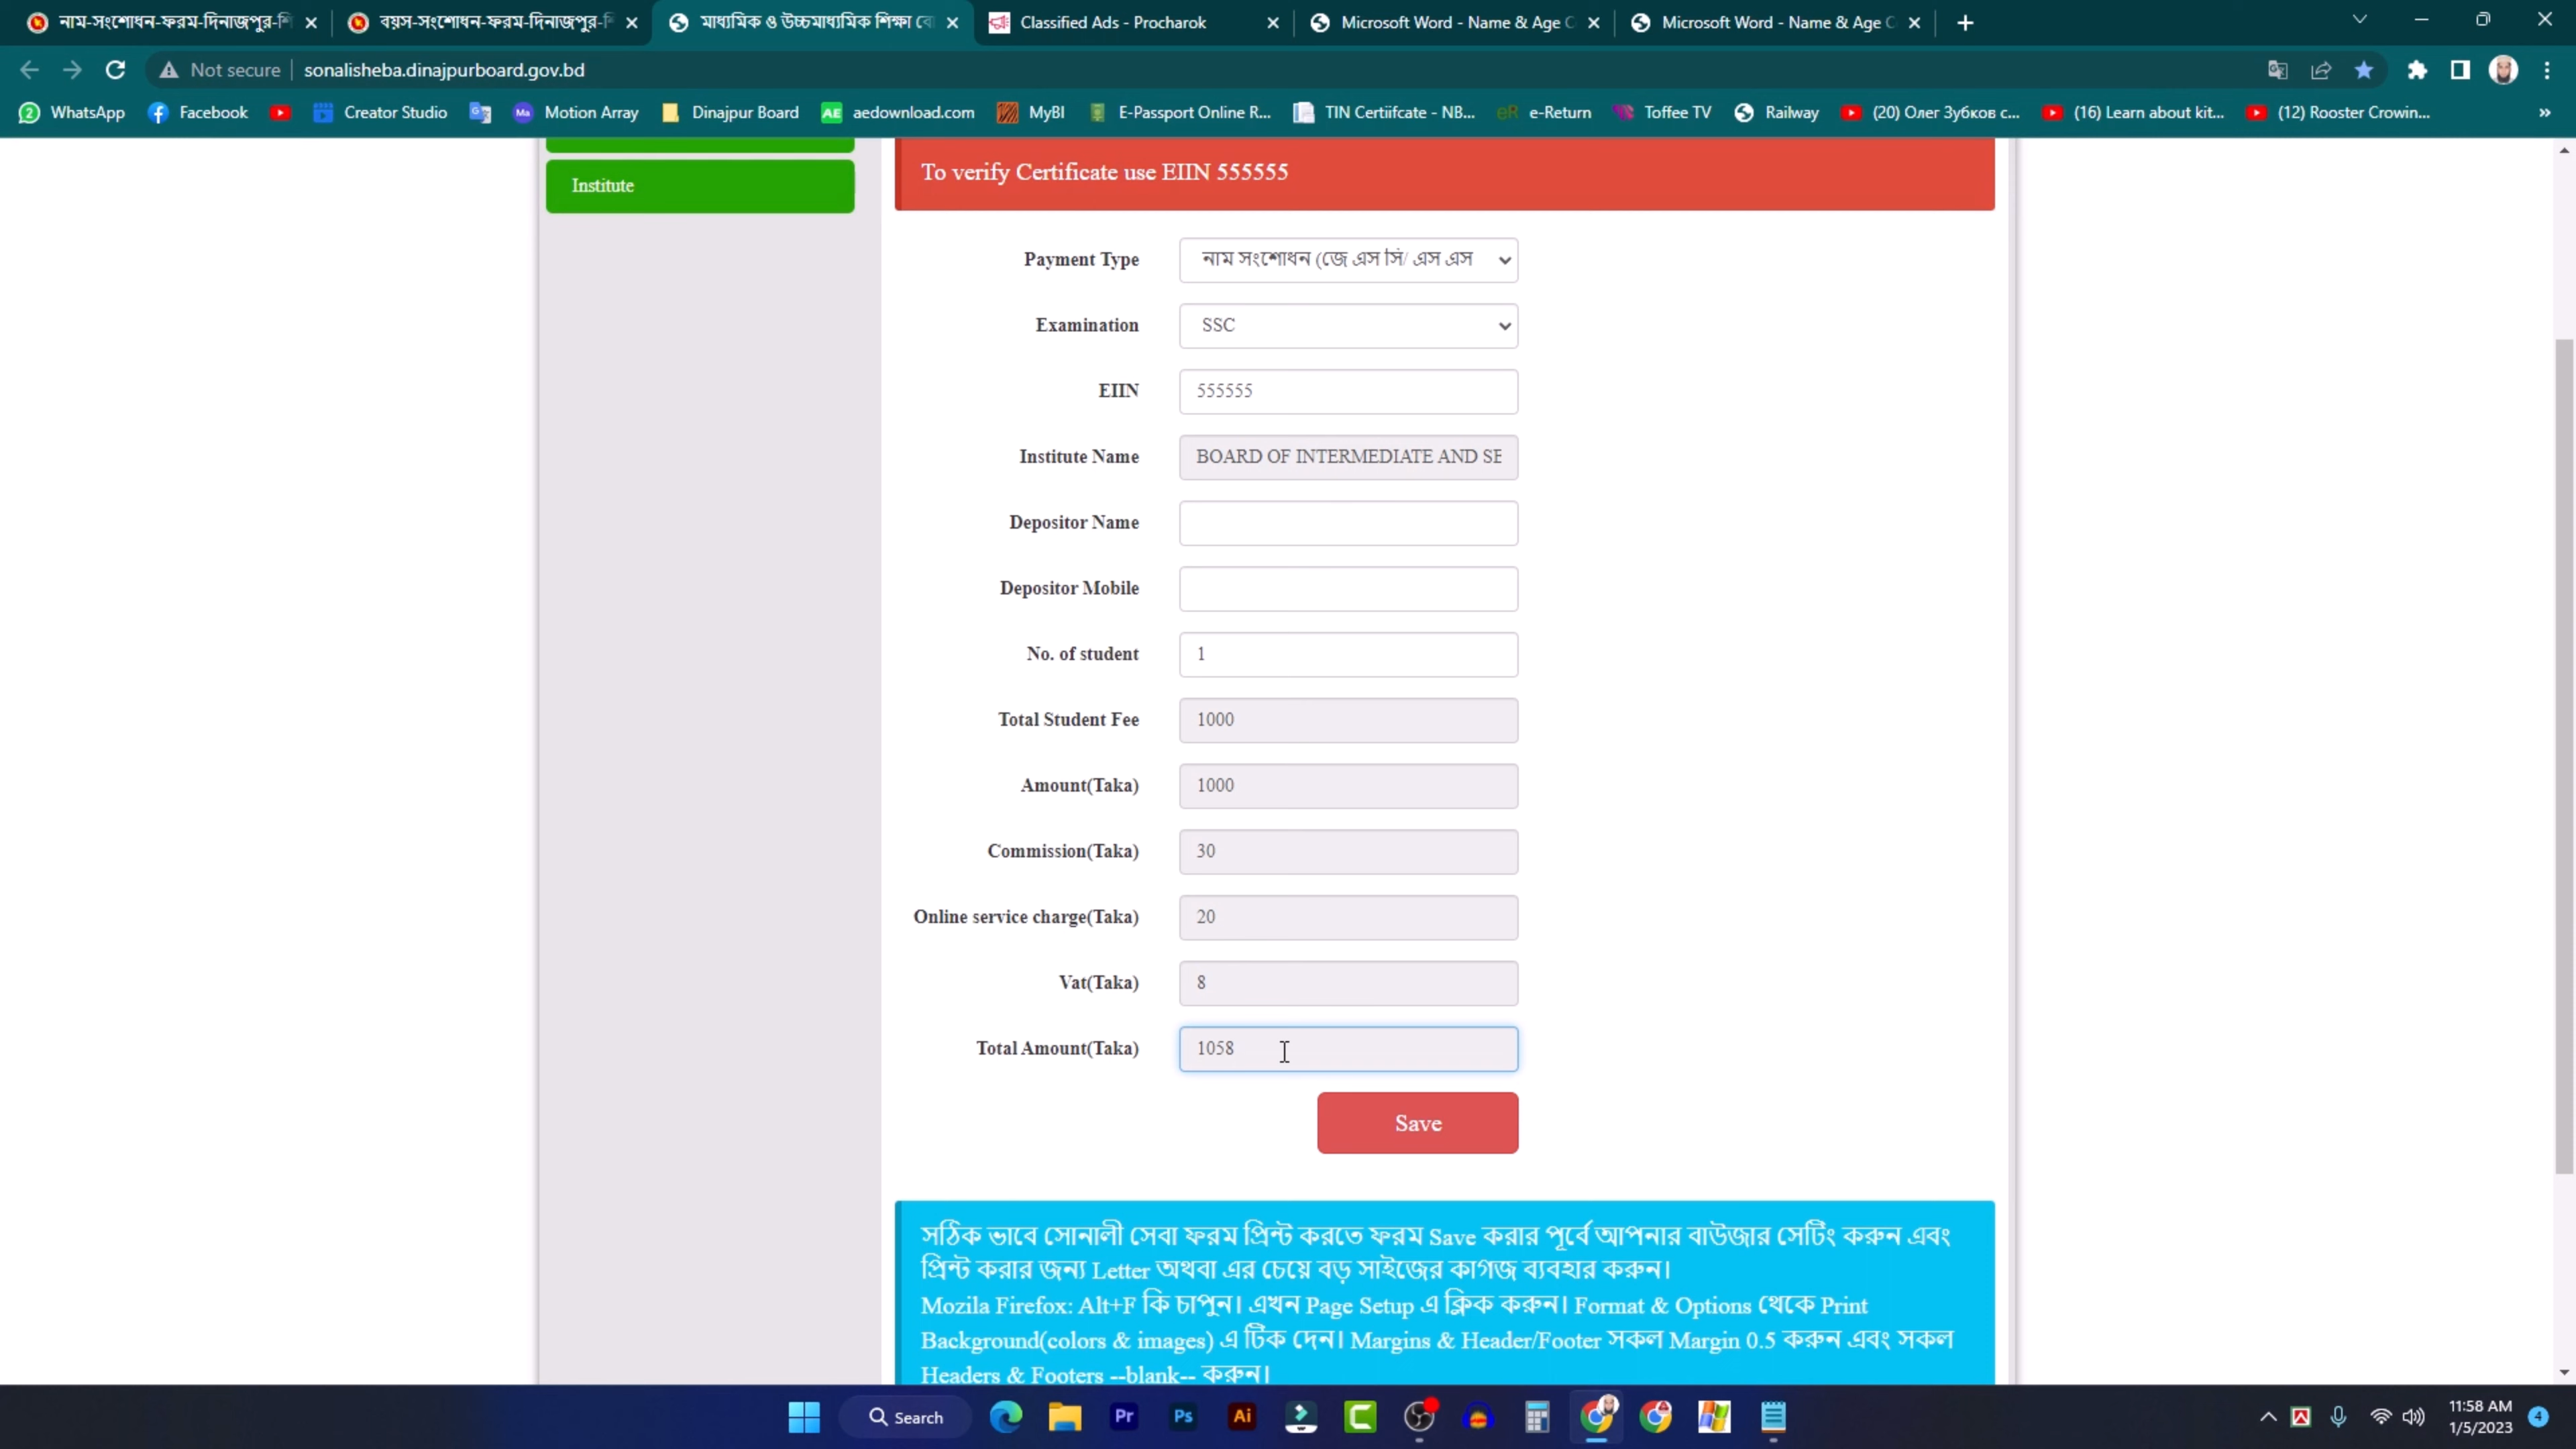 নাম-সংশোধন-ফরম-দিনাজপুর-শি
বয়স-সংশোধন-ফরম-দিনাজপুর-শি
মাধ্যমিক ও উচ্চমাধ্যমিক শিক্ষা বো
Classified Ads - Procharok
Microsoft Word - Name & Age C
Microsoft Word - Name & Age C
Not secure
sonalisheba.dinajpurboard.gov.bd
WhatsApp
Facebook
Creator Studio
Motion Array
Dinajpur Board
aedownload.com
MyBI
E-Passport Online R...
TIN Certiifcate - NB...
e-Return
Toffee TV
Railway
(20) Олег Зубков с...
(16) Learn about kit...
(12) Rooster Crowin...
Institute
To verify Certificate use EIIN 555555
Payment Type নাম সংশোধন (জে এস সি/ এস এস
Examination SSC
EIIN 555555
Institute Name BOARD OF INTERMEDIATE AND SE
Depositor Name
Depositor Mobile
No. of student 1
Total Student Fee 1000
Amount(Taka) 1000
Commission(Taka) 30
Online service charge(Taka) 20
Vat(Taka) 8
Total Amount(Taka) 1058
Save
সঠিক ভাবে সোনালী সেবা ফরম প্রিন্ট করতে ফরম Save করার পূর্বে আপনার বাউজার সেটিং করুন এবং
প্রিন্ট করার জন্য Letter অথবা এর চেয়ে বড় সাইজের কাগজ ব্যবহার করুন।
Mozila Firefox: Alt+F কি চাপুন। এখন Page Setup এ ক্লিক করুন। Format & Options থেকে Print
Background(colors & images) এ টিক দেন। Margins & Header/Footer সকল Margin 0.5 করুন এবং সকল
Headers & Footers --blank-- করুন।
Search
11:58 AM
1/5/2023
4